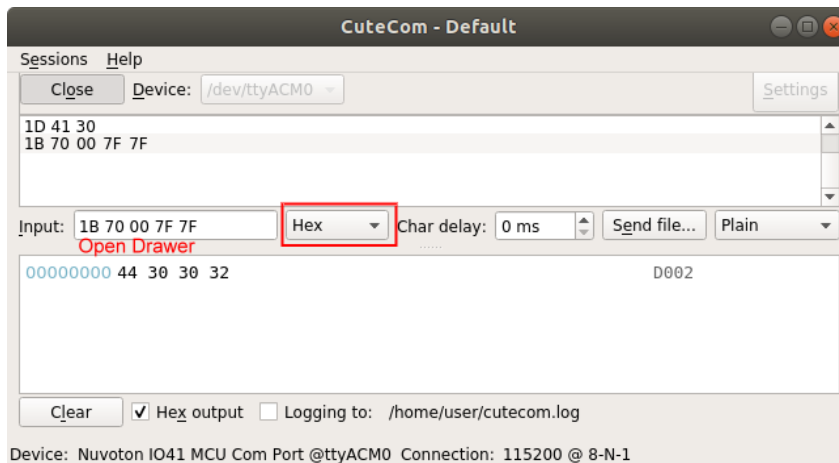 CuteCom - Default
Sessions Help
Close Device: /dev/ttyACM0 Settings
1D 41 30
1B 70 00 7F 7F
Input: 1B 70 00 7F 7F Hex Char delay: 0 ms Send file... Plain
Open Drawer
00000000 44 30 30 32 D002
Clear Hex output Logging to: /home/user/cutecom.log
Device: Nuvoton IO41 MCU Com Port @ttyACM0 Connection: 115200 @ 8-N-1